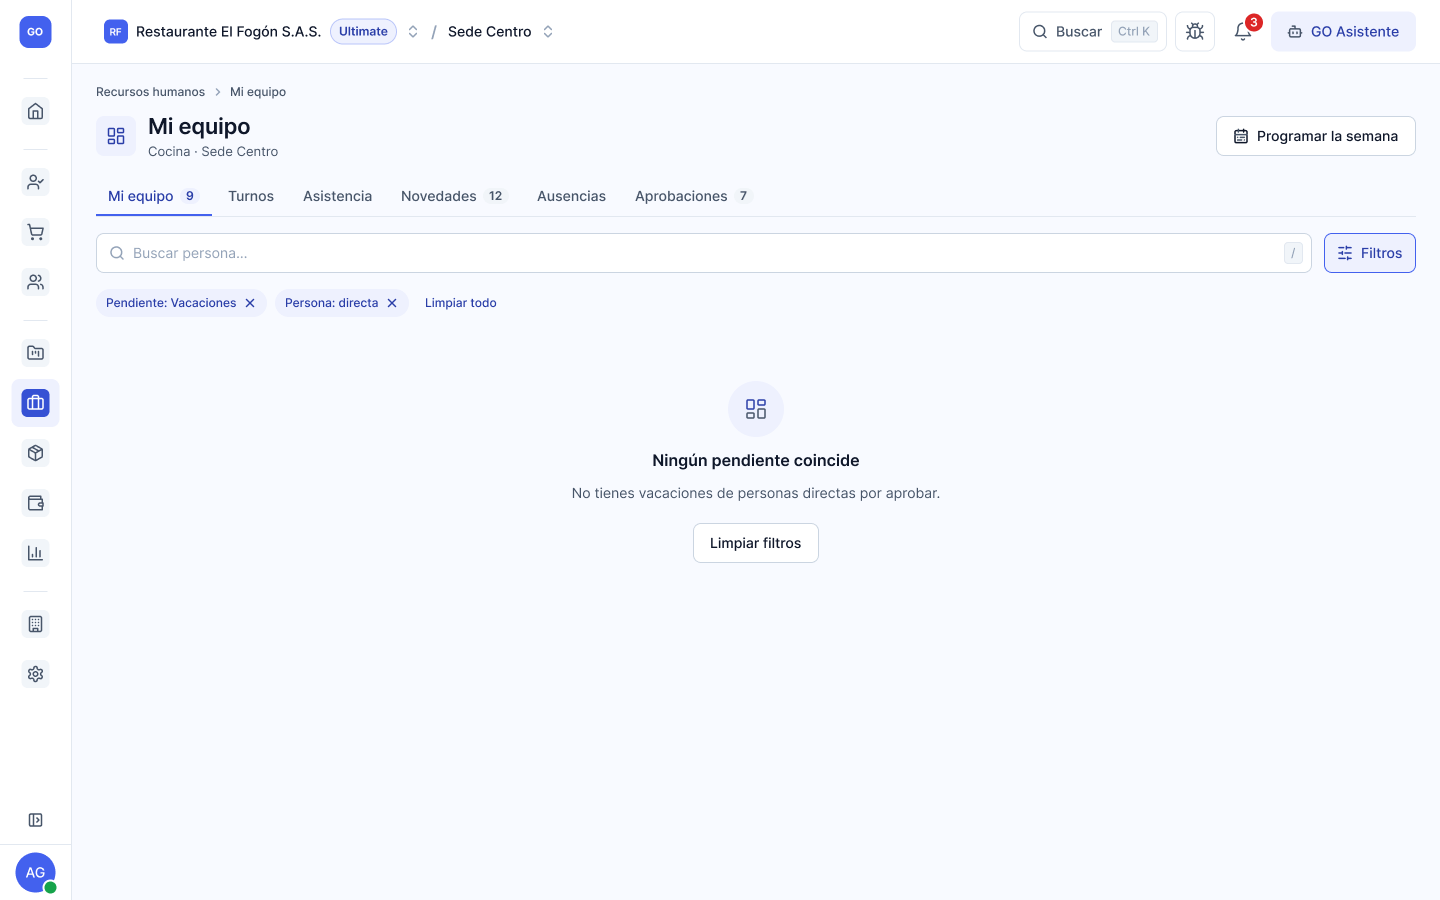 GO
RF Restaurante El Fogón S.A.S. Ultimate / Sede Centro
Buscar Ctrl K
3
GO Asistente
Recursos humanos > Mi equipo
Mi equipo
Cocina · Sede Centro
Programar la semana
Mi equipo 9 Turnos Asistencia Novedades 12 Ausencias Aprobaciones 7
Buscar persona... /
Filtros
Pendiente: Vacaciones Persona: directa Limpiar todo
Ningún pendiente coincide
No tienes vacaciones de personas directas por aprobar.
Limpiar filtros
AG